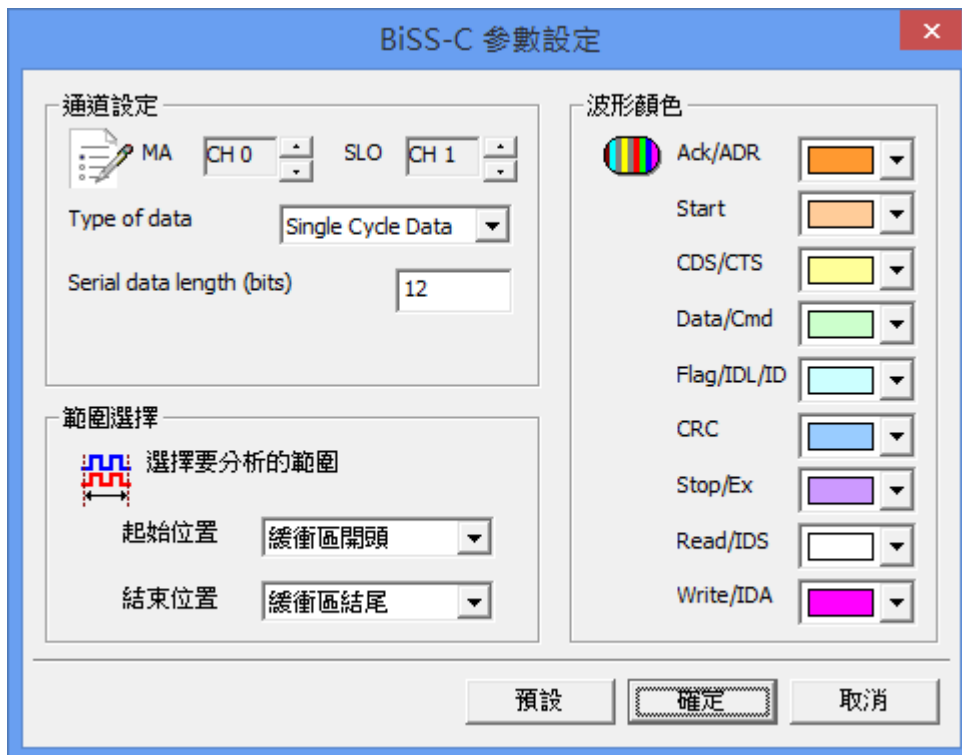 BiSS-C 參數設定
通道設定
MA CH 0 SLO CH 1
Type of data Single Cycle Data
Serial data length (bits) 12
範圍選擇
選擇要分析的範圍
起始位置 緩衝區開頭
結束位置 緩衝區結尾
波形顏色
Ack/ADR
Start
CDS/CTS
Data/Cmd
Flag/IDL/ID
CRC
Stop/Ex
Read/IDS
Write/IDA
預設 確定 取消